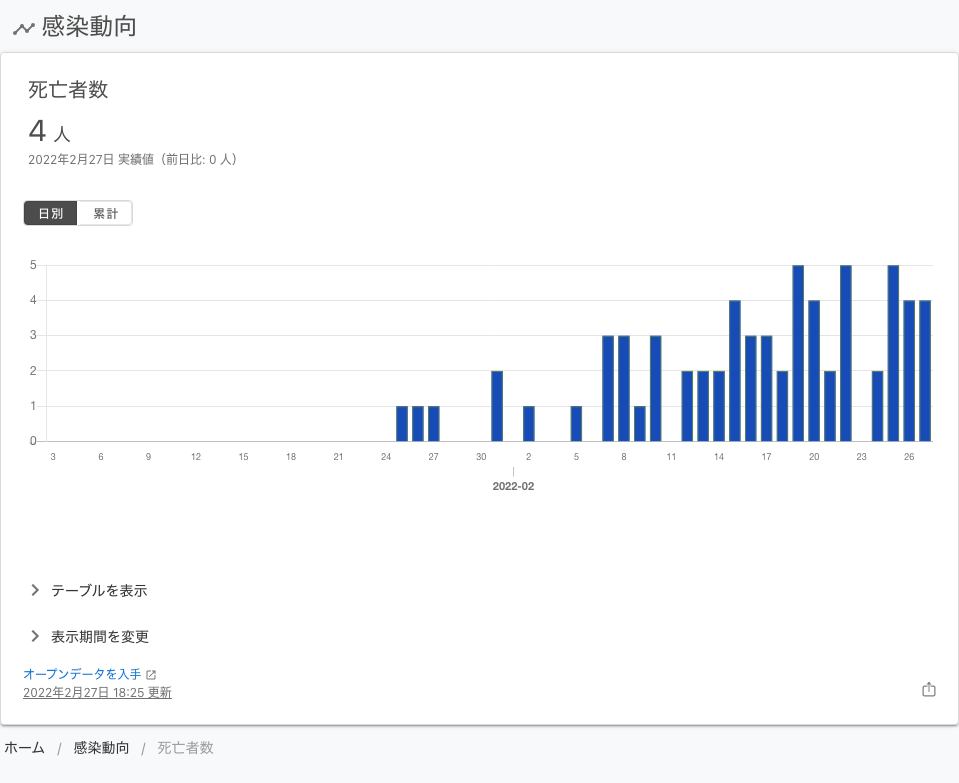 感染動向
死亡者数
4 人
2022年2月27日 実績値（前日比: 0 人）
日別 累計
5
4
3
2
1
0
3 6 9 12 15 18 21 24 27 30 2 5 8 11 14 17 20 23 26
2022-02
テーブルを表示
表示期間を変更
オープンデータを入手
2022年2月27日 18:25 更新
ホーム / 感染動向 / 死亡者数